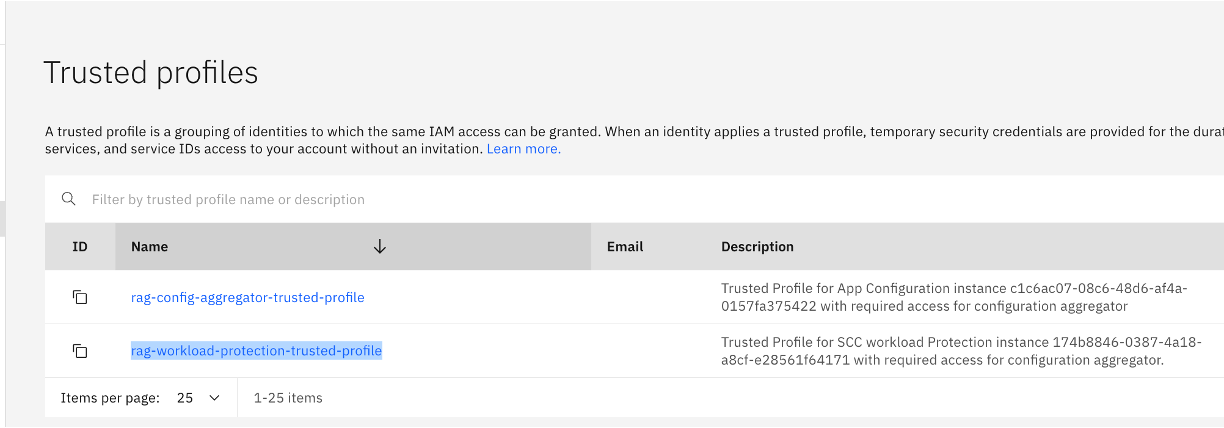 Trusted profiles
A trusted profile is a grouping of identities to which the same IAM access can be granted. When an identity applies a trusted profile, temporary security credentials are provided for the
services, and service IDs access to your account without an invitation. Learn more.
Filter by trusted profile name or description
ID Name Email Description
rag-config-aggregator-trusted-profile Trusted Profile for App Configuration instance c1c6ac07-08c6-48d6-af4a-
0157fa375422 with required access for configuration aggregator
rag-workload-protection-trusted-profile Trusted Profile for SCC workload Protection instance 174b8846-0387-4a18-
a8cf-e28561f64171 with required access for configuration aggregator.
Items per page: 25 1-25 items